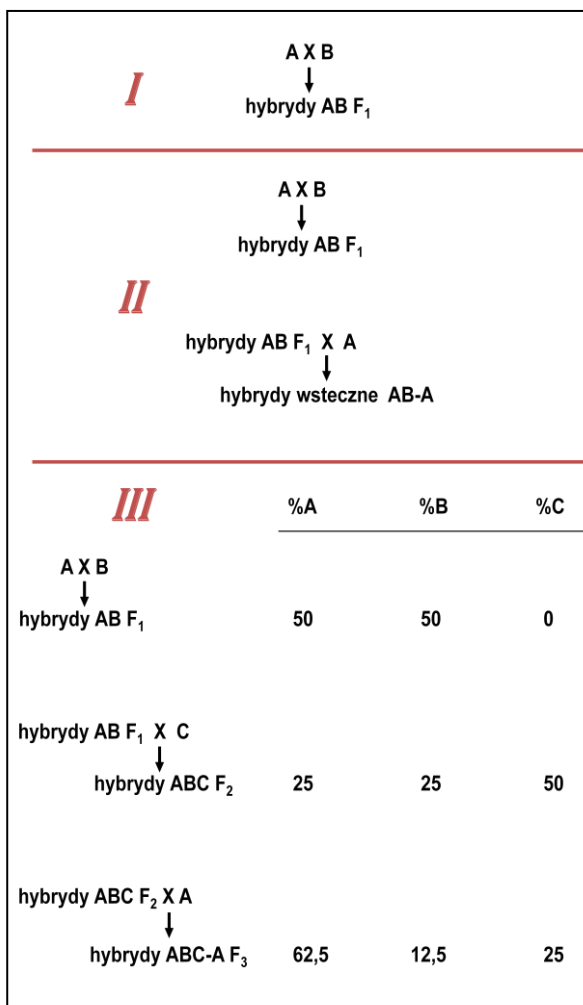 A X B
I
hybrydy AB F₁
A X B
hybrydy AB F₁
II
hybrydy AB F₁ X A
hybrydy wsteczne AB-A
III %A %B %C
A X B
hybrydy AB F₁ 50 50 0
hybrydy AB F₁ X C
hybrydy ABC F₂ 25 25 50
hybrydy ABC F₂ X A
hybrydy ABC-A F₃ 62,5 12,5 25